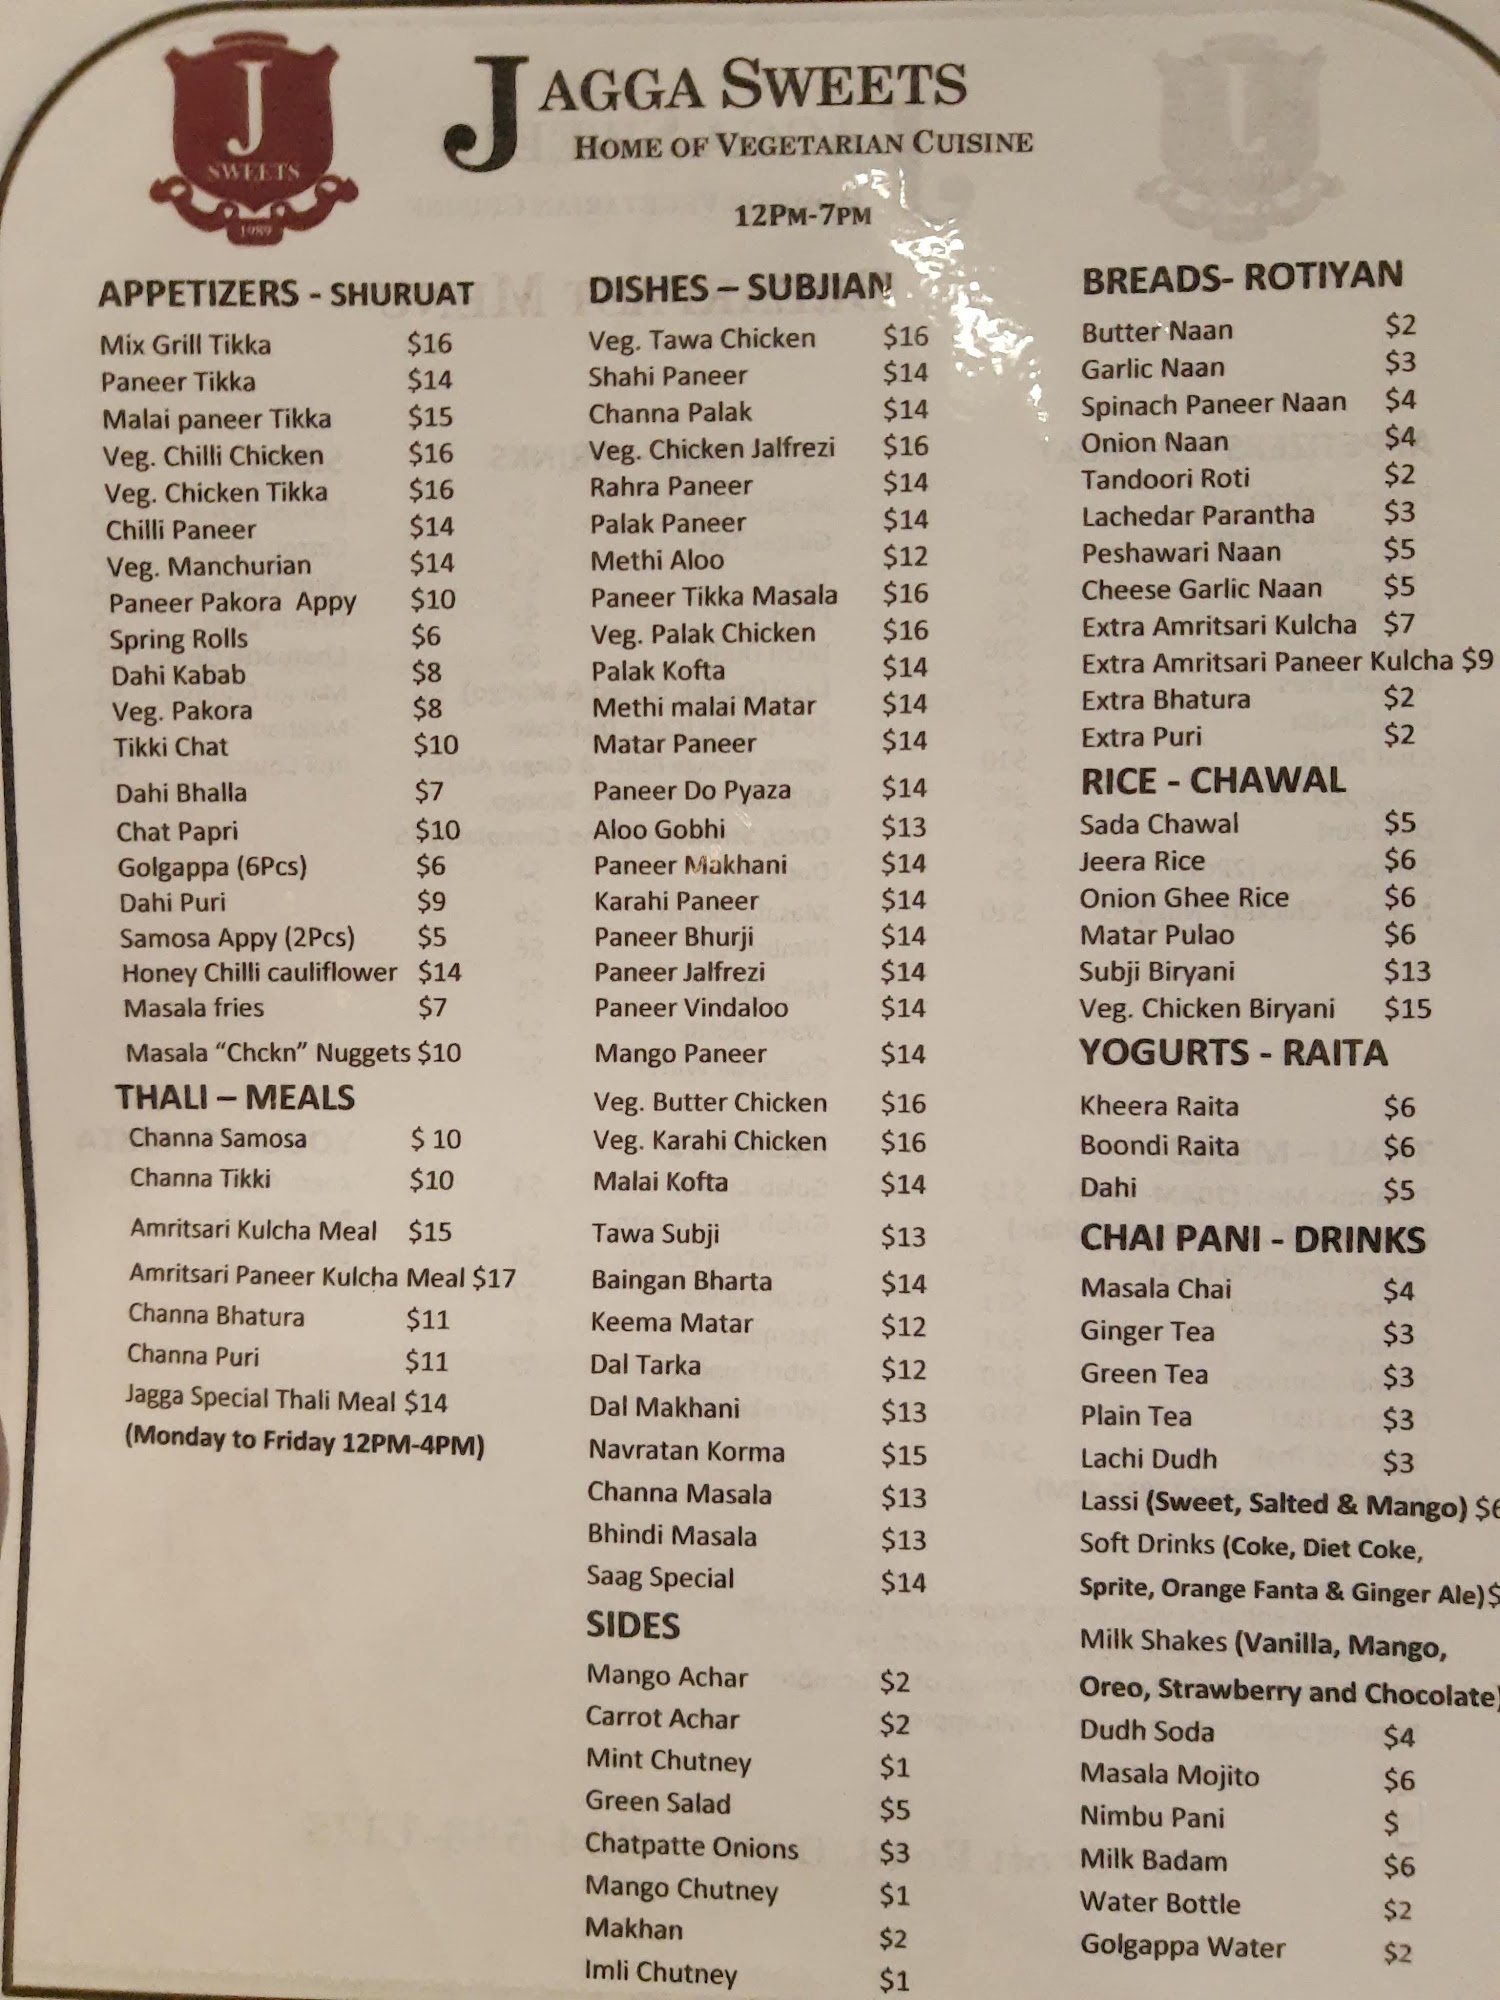 J
SWEETS
1989
JAGGA SWEETS
HOME OF VEGETARIAN CUISINE
12PM-7PM
APPETIZERS - SHURUAT
Mix Grill Tikka $16
Paneer Tikka $14
Malai paneer Tikka $15
Veg. Chilli Chicken $16
Veg. Chicken Tikka $16
Chilli Paneer $14
Veg. Manchurian $14
Paneer Pakora Appy $10
Spring Rolls $6
Dahi Kabab $8
Veg. Pakora $8
Tikki Chat $10
Dahi Bhalla $7
Chat Papri $10
Golgappa (6Pcs) $6
Dahi Puri $9
Samosa Appy (2Pcs) $5
Honey Chilli cauliflower $14
Masala fries $7
Masala “Chckn” Nuggets $10
THALI – MEALS
Channa Samosa $ 10
Channa Tikki $10
Amritsari Kulcha Meal $15
Amritsari Paneer Kulcha Meal $17
Channa Bhatura $11
Channa Puri $11
Jagga Special Thali Meal $14
(Monday to Friday 12PM-4PM)
DISHES – SUBJIAN
Veg. Tawa Chicken $16
Shahi Paneer $14
Channa Palak $14
Veg. Chicken Jalfrezi $16
Rahra Paneer $14
Palak Paneer $14
Methi Aloo $12
Paneer Tikka Masala $16
Veg. Palak Chicken $16
Palak Kofta $14
Methi malai Matar $14
Matar Paneer $14
Paneer Do Pyaza $14
Aloo Gobhi $13
Paneer Makhani $14
Karahi Paneer $14
Paneer Bhurji $14
Paneer Jalfrezi $14
Paneer Vindaloo $14
Mango Paneer $14
Veg. Butter Chicken $16
Veg. Karahi Chicken $16
Malai Kofta $14
Tawa Subji $13
Baingan Bharta $14
Keema Matar $12
Dal Tarka $12
Dal Makhani $13
Navratan Korma $15
Channa Masala $13
Bhindi Masala $13
Saag Special $14
SIDES
Mango Achar $2
Carrot Achar $2
Mint Chutney $1
Green Salad $5
Chatpatte Onions $3
Mango Chutney $1
Makhan $2
Imli Chutney $1
BREADS- ROTIYAN
Butter Naan $2
Garlic Naan $3
Spinach Paneer Naan $4
Onion Naan $4
Tandoori Roti $2
Lachedar Parantha $3
Peshawari Naan $5
Cheese Garlic Naan $5
Extra Amritsari Kulcha $7
Extra Amritsari Paneer Kulcha $9
Extra Bhatura $2
Extra Puri $2
RICE - CHAWAL
Sada Chawal $5
Jeera Rice $6
Onion Ghee Rice $6
Matar Pulao $6
Subji Biryani $13
Veg. Chicken Biryani $15
YOGURTS - RAITA
Kheera Raita $6
Boondi Raita $6
Dahi $5
CHAI PANI - DRINKS
Masala Chai $4
Ginger Tea $3
Green Tea $3
Plain Tea $3
Lachi Dudh $3
Lassi (Sweet, Salted & Mango) $6
Soft Drinks (Coke, Diet Coke,
Sprite, Orange Fanta & Ginger Ale)$
Milk Shakes (Vanilla, Mango,
Oreo, Strawberry and Chocolate)
Dudh Soda $4
Masala Mojito $6
Nimbu Pani $
Milk Badam $6
Water Bottle $2
Golgappa Water $2